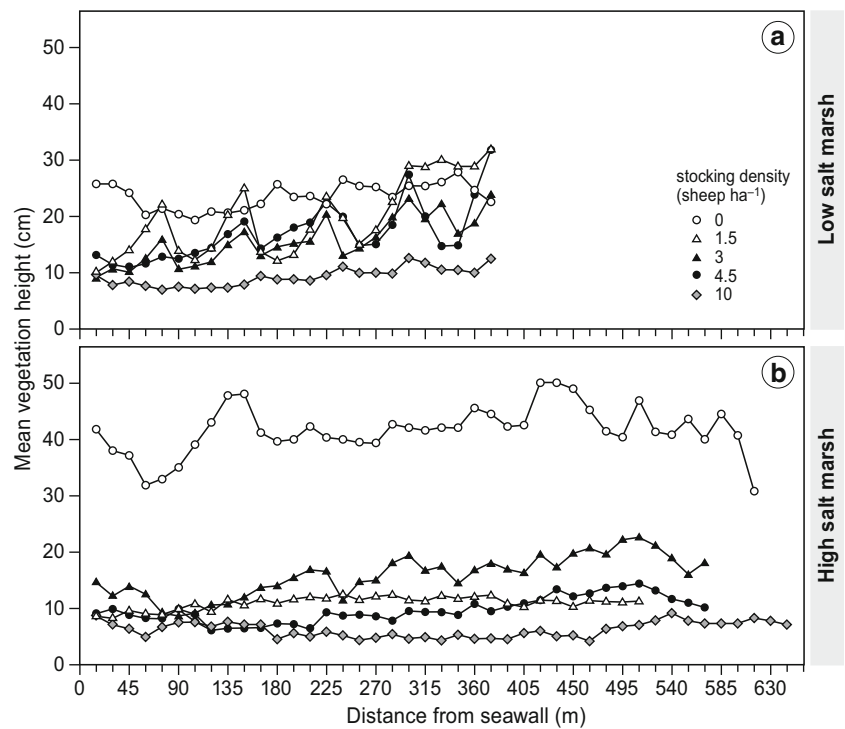 a
50
40
30
20
10
0
Low salt marsh
stocking density
(sheep ha⁻¹)
0
1.5
3
4.5
10
Mean vegetation height (cm)
b
50
40
30
20
10
0
High salt marsh
0 45 90 135 180 225 270 315 360 405 450 495 540 585 630
Distance from seawall (m)